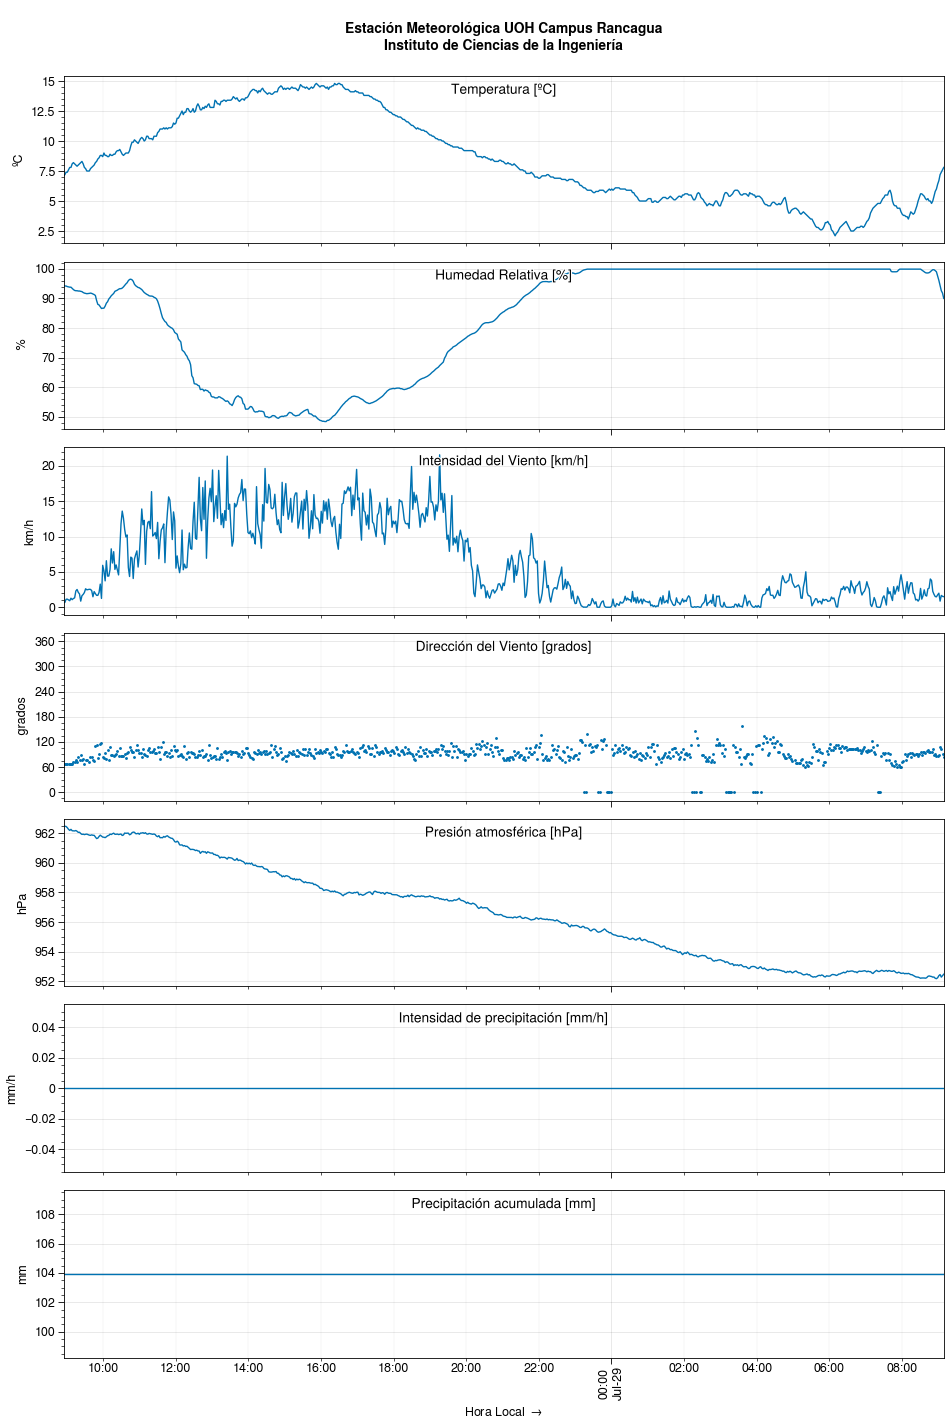 Estación Meteorológica UOH Campus Rancagua
Instituto de Ciencias de la Ingeniería
Temperatura [ºC]
15
12.5
10
7.5
5
2.5
ºC
Humedad Relativa [%]
100
90
80
70
60
50
%
Intensidad del Viento [km/h]
20
15
10
5
0
km/h
Dirección del Viento [grados]
360
300
240
180
120
60
0
grados
Presión atmosférica [hPa]
962
960
958
956
954
952
hPa
Intensidad de precipitación [mm/h]
0.04
0.02
0
−0.02
−0.04
mm/h
Precipitación acumulada [mm]
108
106
104
102
100
mm
10:00 12:00 14:00 16:00 18:00 20:00 22:00 00:00 02:00 04:00 06:00 08:00
Jul-29
Hora Local →